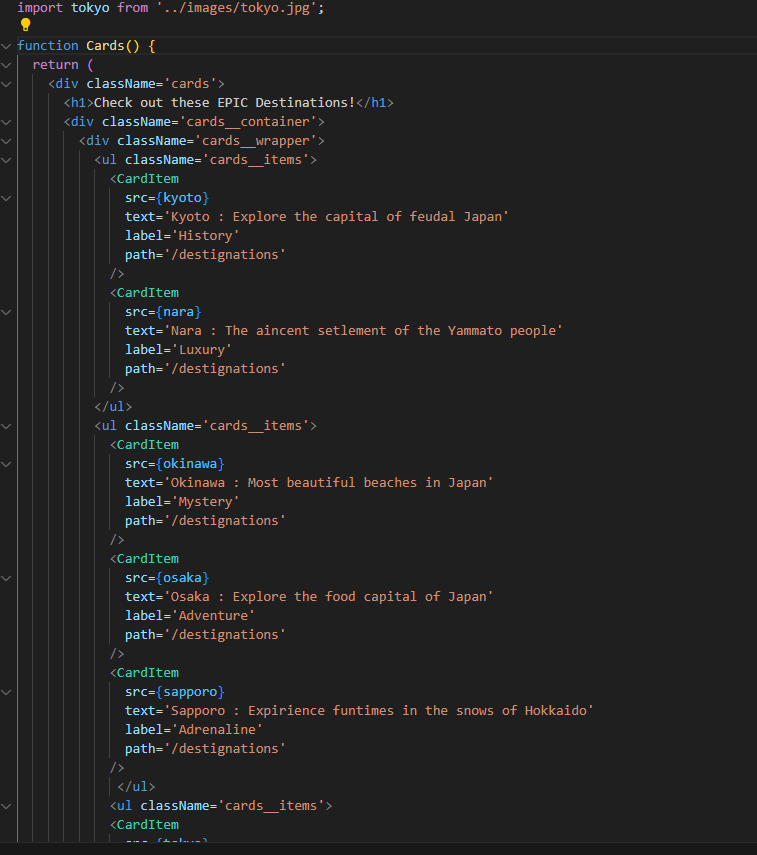 import tokyo from '../images/tokyo.jpg';
function Cards() {
return (
<div className='cards'>
<h1>Check out these EPIC Destinations!</h1>
<div className='cards__container'>
<div className='cards__wrapper'>
<ul className='cards__items'>
<CardItem
src={kyoto}
text='Kyoto : Explore the capital of feudal Japan'
label='History'
path='/destignations'
/>
<CardItem
src={nara}
text='Nara : The aincent setlement of the Yammato people'
label='Luxury'
path='/destignations'
/>
</ul>
<ul className='cards__items'>
<CardItem
src={okinawa}
text='Okinawa : Most beautiful beaches in Japan'
label='Mystery'
path='/destignations'
/>
<CardItem
src={osaka}
text='Osaka : Explore the food capital of Japan'
label='Adventure'
path='/destignations'
/>
<CardItem
src={sapporo}
text='Sapporo : Expirience funtimes in the snows of Hokkaido'
label='Adrenaline'
path='/destignations'
/>
</ul>
<ul className='cards__items'>
<CardItem
src={tokyo}